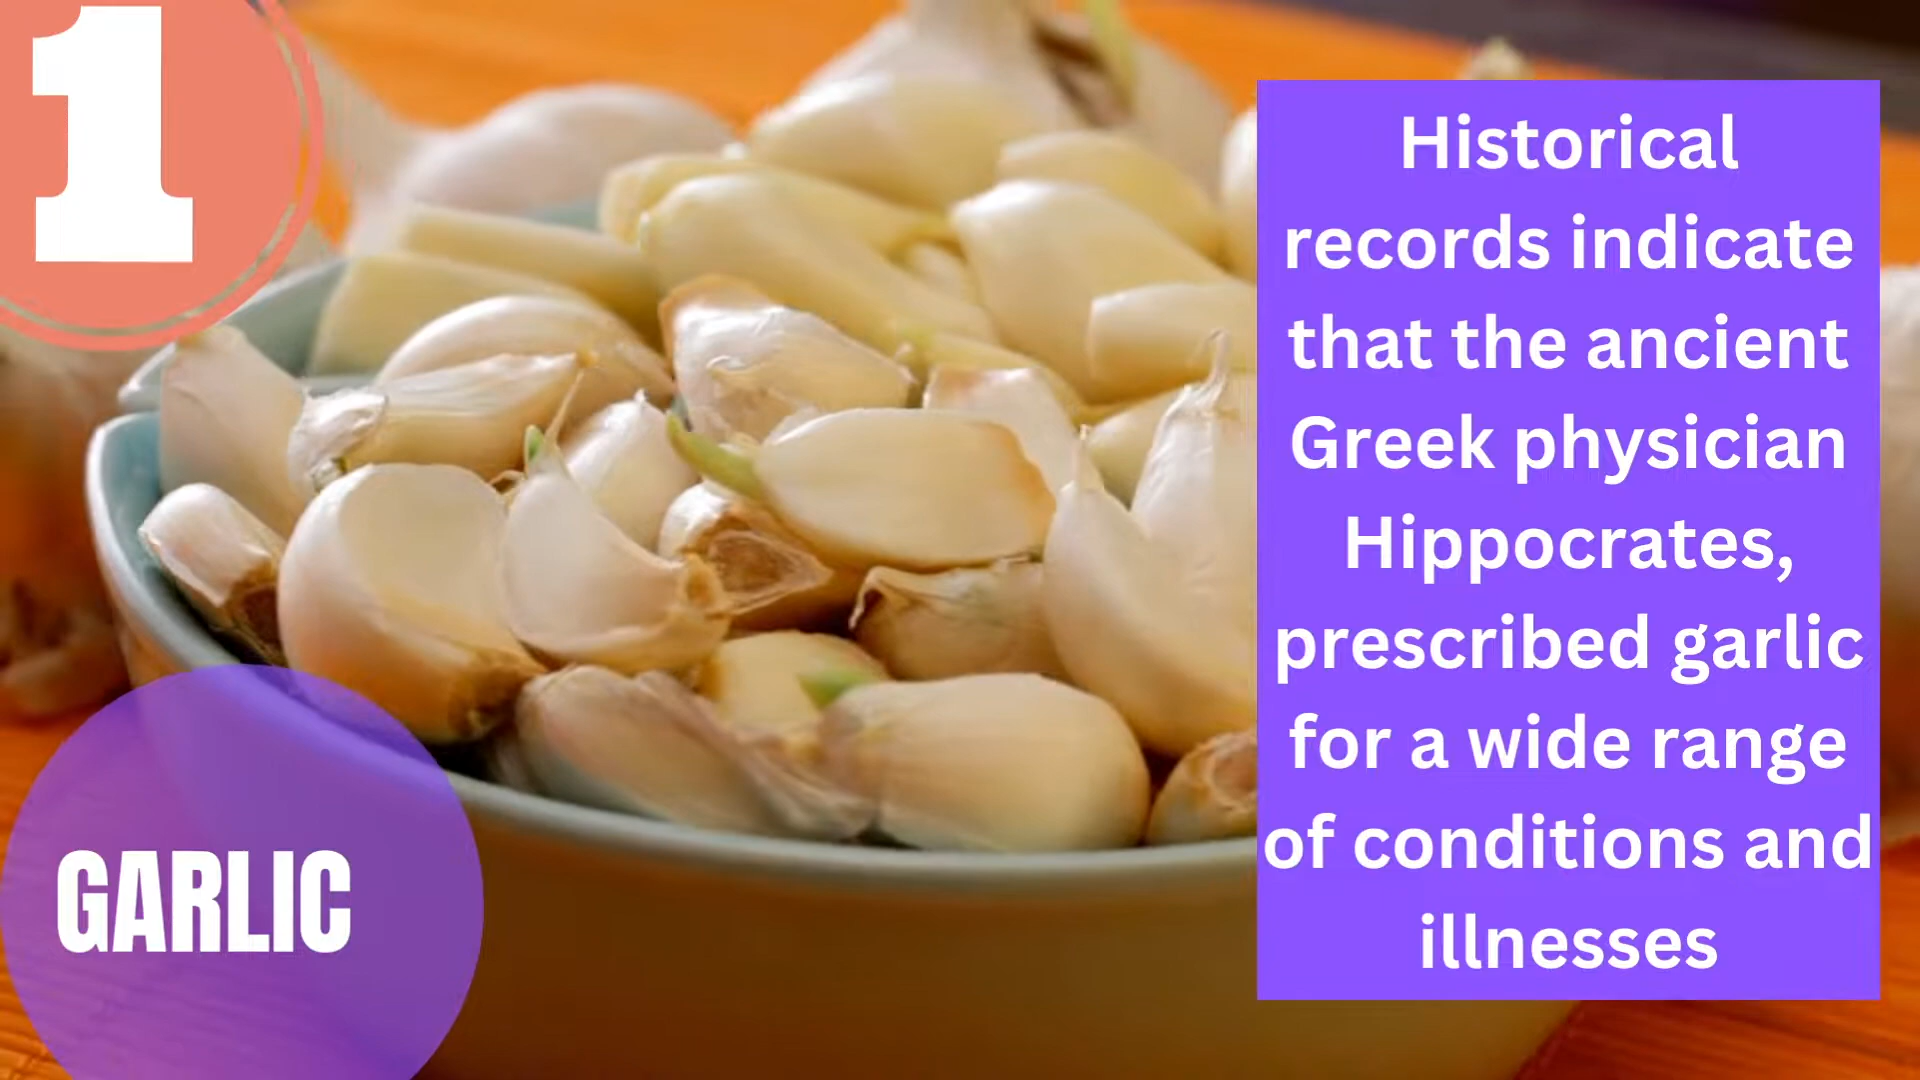 1
Historical
records indicate
that the ancient
Greek physician
Hippocrates,
prescribed garlic
for a wide range
of conditions and
illnesses
GARLIC